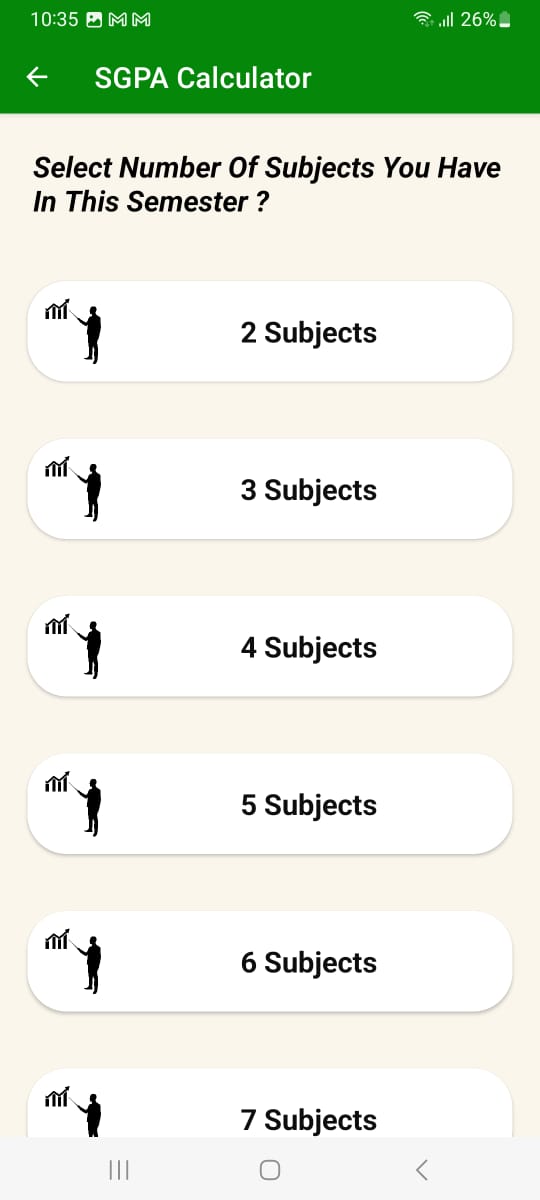 10:35 26%
SGPA Calculator
Select Number Of Subjects You Have
In This Semester ?
2 Subjects
3 Subjects
4 Subjects
5 Subjects
6 Subjects
7 Subjects